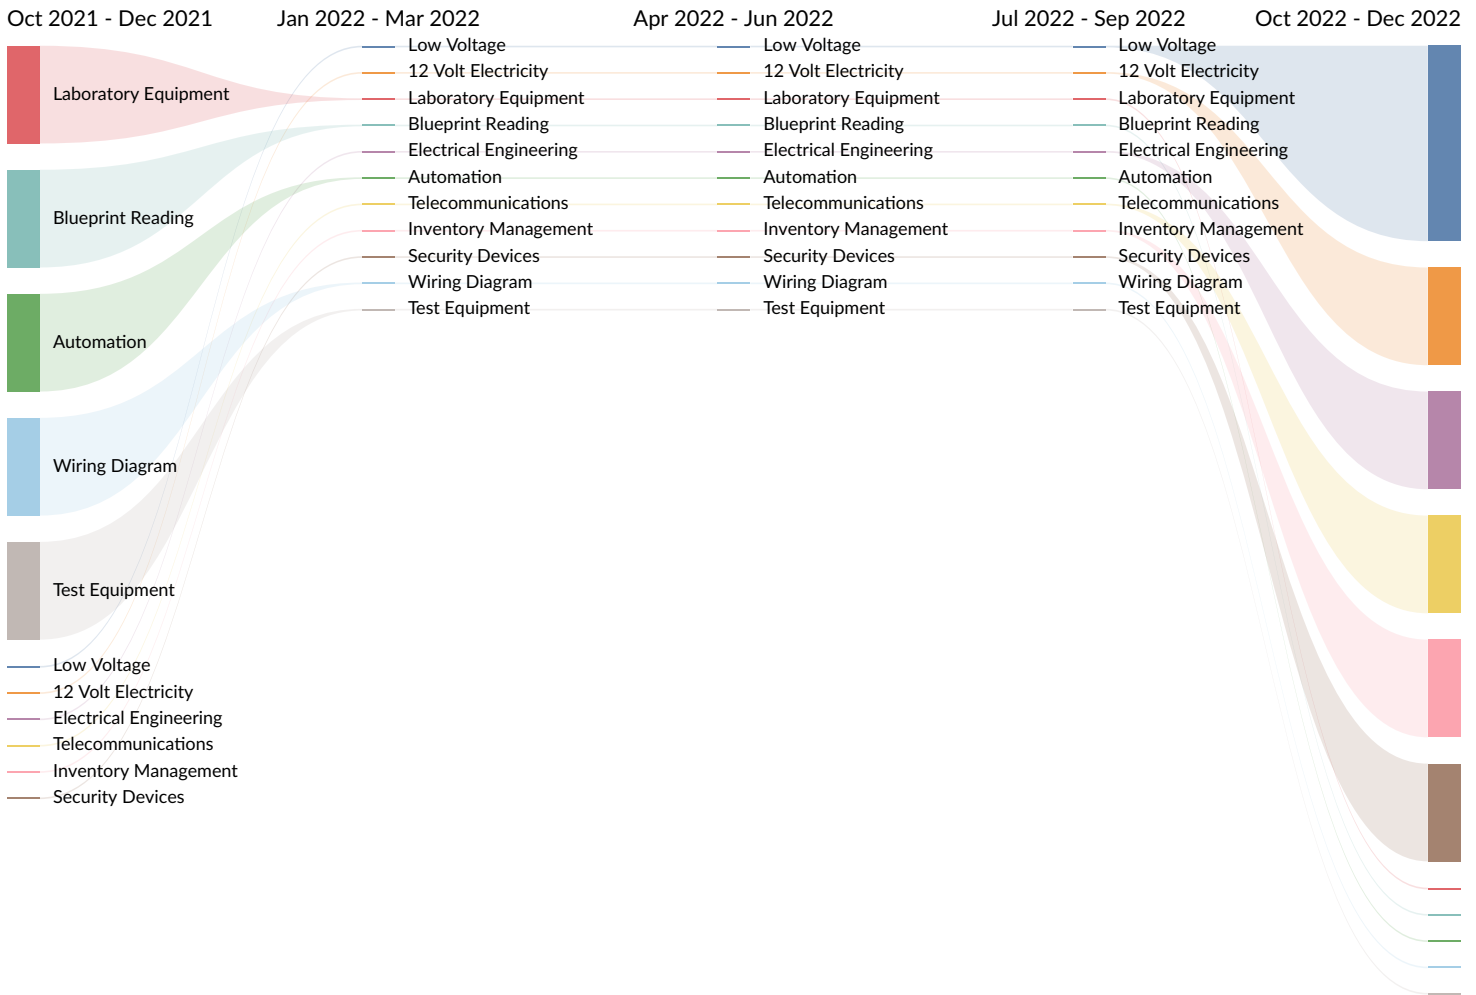 Oct 2021 - Dec 2021
Jan 2022 - Mar 2022
Apr 2022 - Jun 2022
Jul 2022 - Sep 2022
Oct 2022 - Dec 2022
Laboratory Equipment
Blueprint Reading
Automation
Wiring Diagram
Test Equipment
Low Voltage
12 Volt Electricity
Electrical Engineering
Telecommunications
Inventory Management
Security Devices
Low Voltage
12 Volt Electricity
Laboratory Equipment
Blueprint Reading
Electrical Engineering
Automation
Telecommunications
Inventory Management
Security Devices
Wiring Diagram
Test Equipment
Low Voltage
12 Volt Electricity
Laboratory Equipment
Blueprint Reading
Electrical Engineering
Automation
Telecommunications
Inventory Management
Security Devices
Wiring Diagram
Test Equipment
Low Voltage
12 Volt Electricity
Laboratory Equipment
Blueprint Reading
Electrical Engineering
Automation
Telecommunications
Inventory Management
Security Devices
Wiring Diagram
Test Equipment